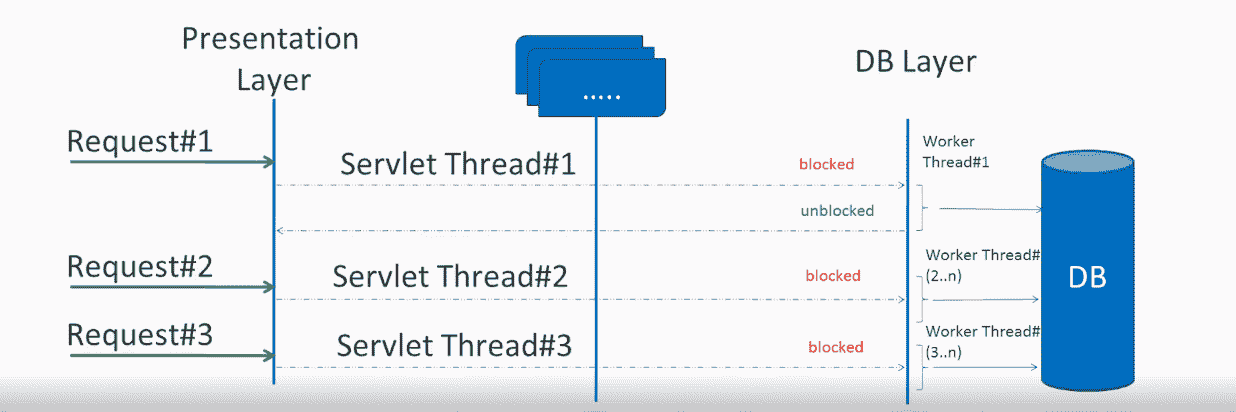 Presentation
Layer
.....
DB Layer
Request#1
Servlet Thread#1
blocked
Worker
Thread#1
unblocked
Request#2
Servlet Thread#2
blocked
Worker Thread#
(2..n)
DB
Request#3
Servlet Thread#3
blocked
Worker Thread#
(3..n)